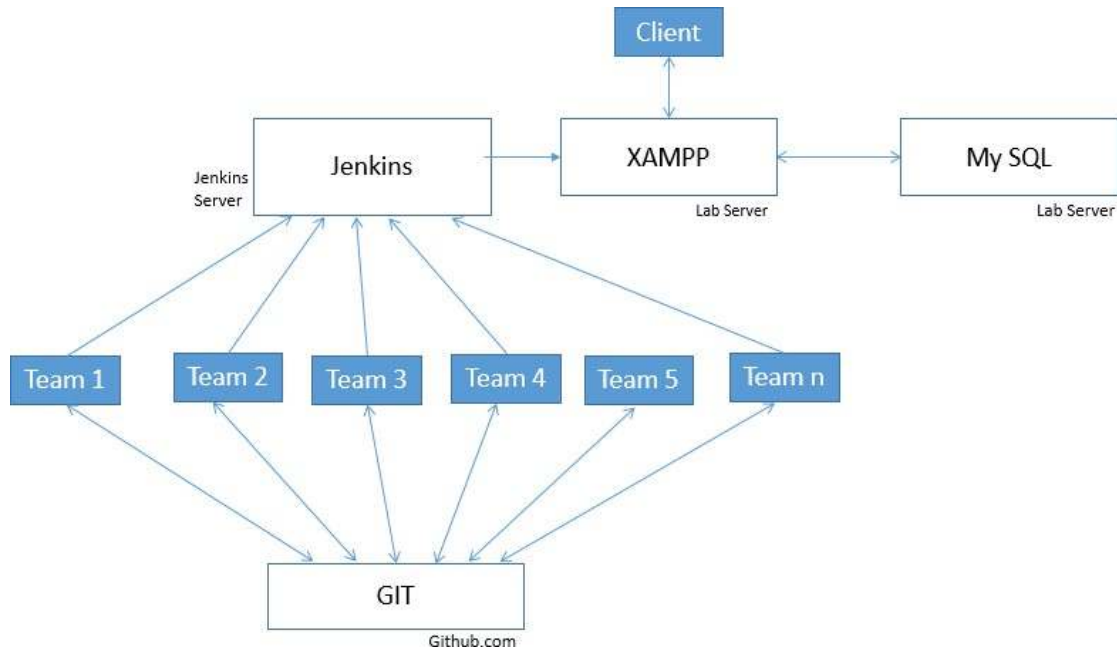 Client
Jenkins
Jenkins
Server
XAMPP
Lab Server
My SQL
Lab Server
Team 1
Team 2
Team 3
Team 4
Team 5
Team n
GIT
Github.com